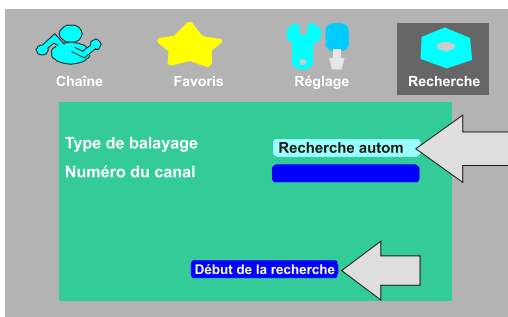 Chaîne Favoris Réglage Recherche
Type de balayage Recherche autom
Numéro du canal
Début de la recherche